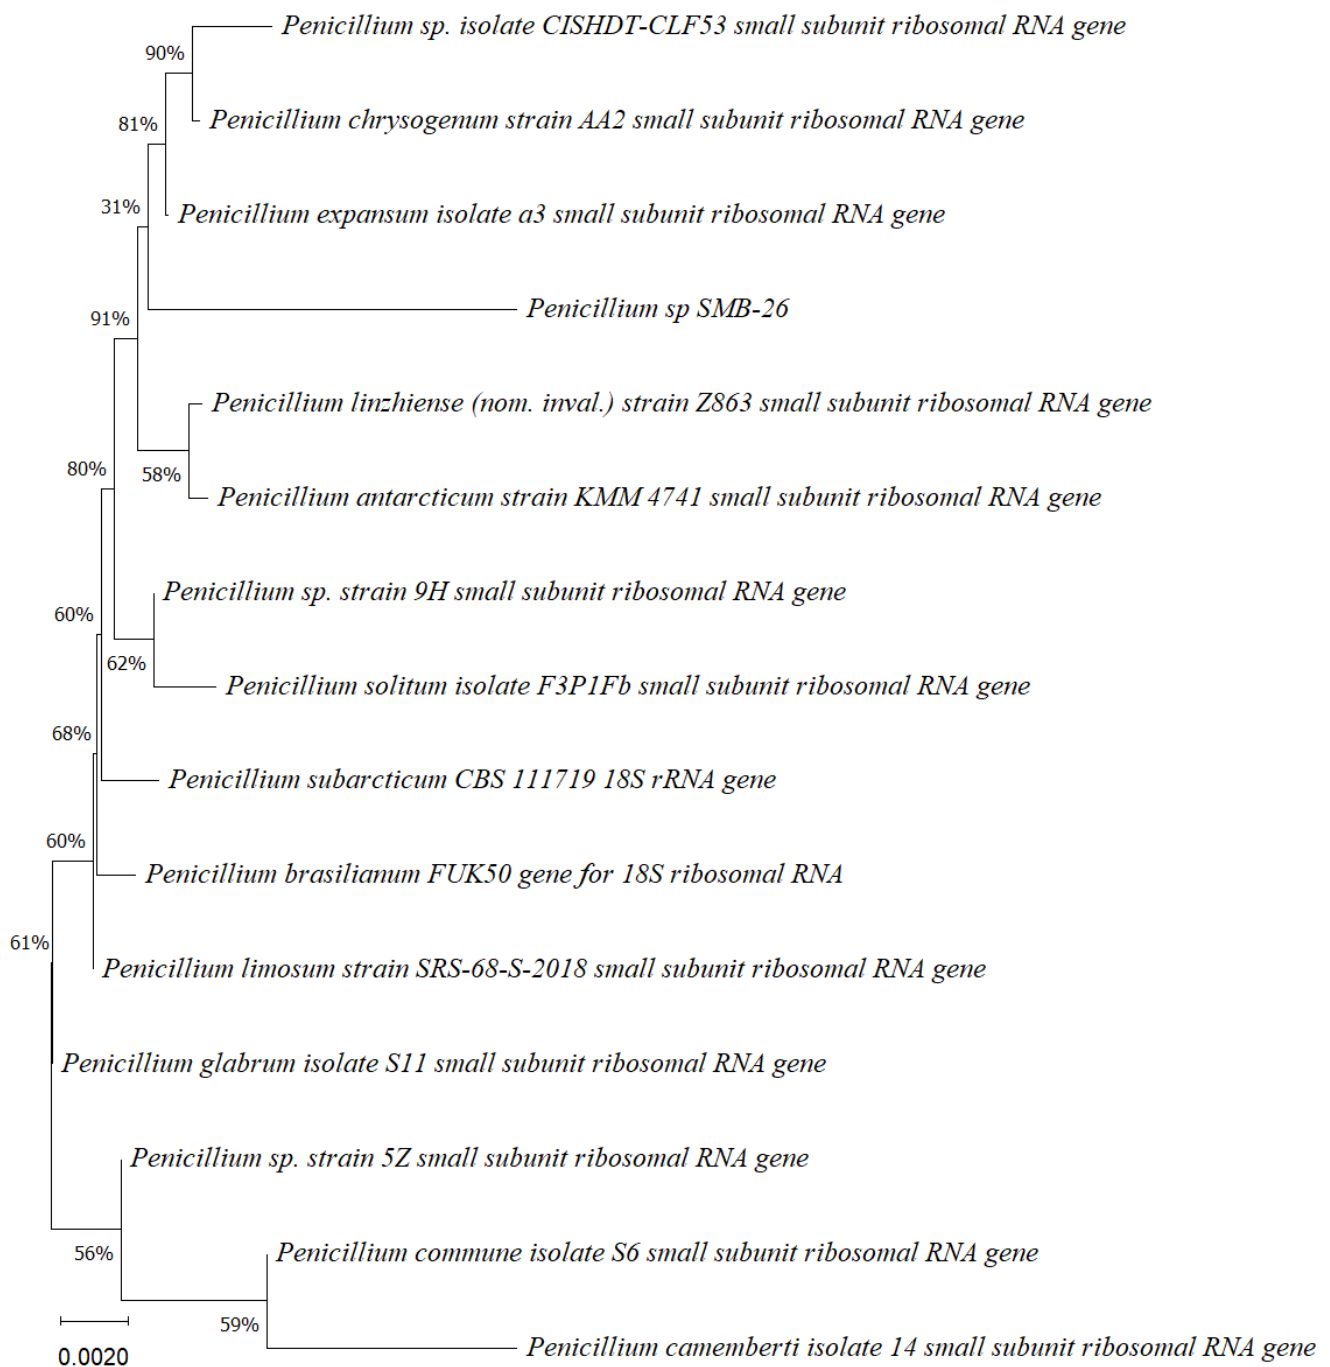 Penicillium sp. isolate CISHDT-CLF53 small subunit ribosomal RNA gene
90%
Penicillium chrysogenum strain AA2 small subunit ribosomal RNA gene
81%
Penicillium expansum isolate a3 small subunit ribosomal RNA gene
31%
Penicillium sp SMB-26
91%
Penicillium linzhiense (nom. inval.) strain Z863 small subunit ribosomal RNA gene
80%
58%
Penicillium antarcticum strain KMM 4741 small subunit ribosomal RNA gene
Penicillium sp. strain 9H small subunit ribosomal RNA gene
60%
62%
Penicillium solitum isolate F3P1Fb small subunit ribosomal RNA gene
68%
Penicillium subarcticum CBS 111719 18S rRNA gene
60%
Penicillium brasilianum FUK50 gene for 18S ribosomal RNA
61%
Penicillium limosum strain SRS-68-S-2018 small subunit ribosomal RNA gene
Penicillium glabrum isolate S11 small subunit ribosomal RNA gene
Penicillium sp. strain 5Z small subunit ribosomal RNA gene
56%
Penicillium commune isolate S6 small subunit ribosomal RNA gene
59%
Penicillium camemberti isolate 14 small subunit ribosomal RNA gene
0.0020